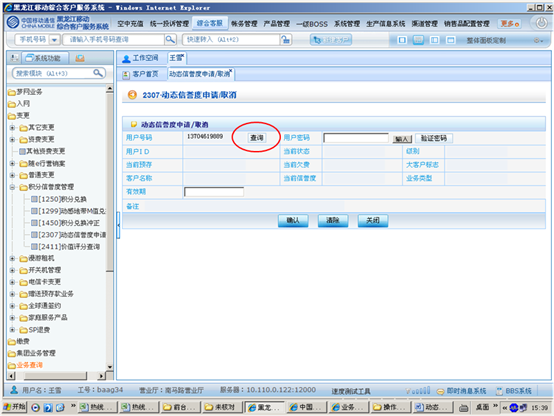 黑龙江移动综合客户服务系统 - Windows Internet Explorer
中国移动通信 CHINA MOBILE 黑龙江移动 综合客户服务系统
空中充值 统一投诉管理 综合客服 账务管理 产品管理 一级BOSS 系统管理 生产信息系统 渠道管理 销售品配置管理 更多
手机号码 请输入手机号码查询 快速转入 (Alt+2) 整体面板定制
系统功能 工作空间 王雪
搜索模块 (Alt+3) 客户首页 动态信誉度申请/取消
梦网业务
入网
变更
2307-动态信誉度申请/取消
其它变更
资费变更
其他资费变更
随e行营销案
普通变更
积分信誉度管理
[1250]积分兑换
[1299]动感地带M值兑
[1450]积分兑换冲正
[2307]动态信誉度申请
[2411]价值评分查询
漫游租机
开关机管理
电信卡变更
赠送预存款业务
全球通签约
家庭服务产品
SP退费
缴费
集团业务管理
业务查询
动态信誉度申请/取消
用户号码 13704519889 查询 用户密码 输入 验证密码
用户ID 当前状态 级别
当前预存 当前欠费 大客户标志
客户名称 当前信誉度 业务类型
有效期
备注
确认 清除 关闭
用户名:王雪 工号:baag34 营业厅:南马路营业厅 服务器:10.110.0.122:12000 速度测试工具 即时消息系统 BBS系统
开始 热线... 热线... 前台... 未核对 黑龙... 中国... 业务... 操作... 动态... 桌面 15:39